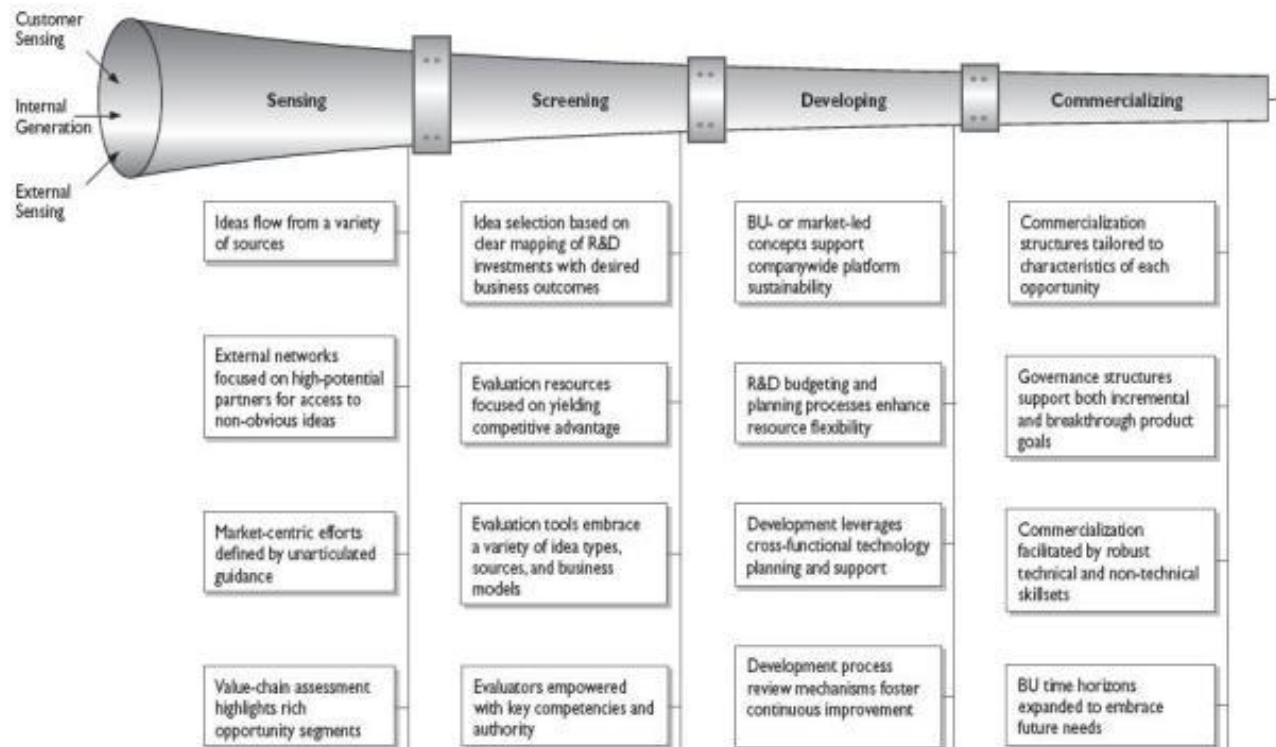 Customer
Sensing
Internal
Generation
External
Sensing
Sensing
Screening
Developing
Commercializing
Ideas flow from a variety
of sources
External networks
focused on high-potential
partners for access to
non-obvious ideas
Market-centric efforts
defined by unarticulated
guidance
Value-chain assessment
highlights rich
opportunity segments
Idea selection based on
clear mapping of R&D
investments with desired
business outcomes
Evaluation resources
focused on yielding
competitive advantage
Evaluation tools embrace
a variety of idea types,
sources, and business
models
Evaluators empowered
with key competencies and
authority
BU- or market-led
concepts support
companywide platform
sustainability
R&D budgeting and
planning processes enhance
resource flexibility
Development leverages
cross-functional technology
planning and support
Development process
review mechanisms foster
continuous improvement
Commercialization
structures tailored to
characteristics of each
opportunity
Governance structures
support both incremental
and breakthrough product
goals
Commercialization
facilitated by robust
technical and non-technical
skillsets
BU time horizons
expanded to embrace
future needs